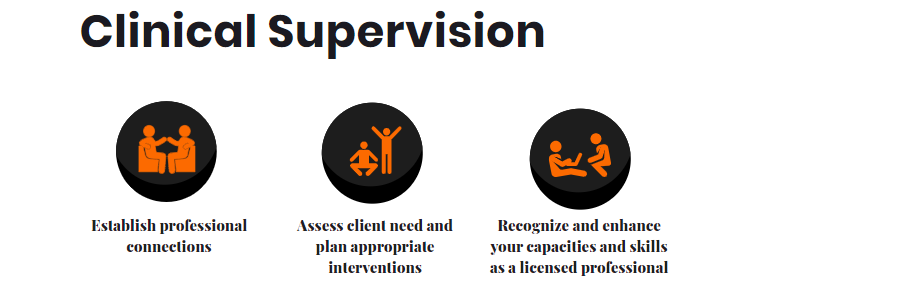 Clinical Supervision
Establish professional
connections
Assess client need and
plan appropriate
interventions
Recognize and enhance
your capacities and skills
as a licensed professional